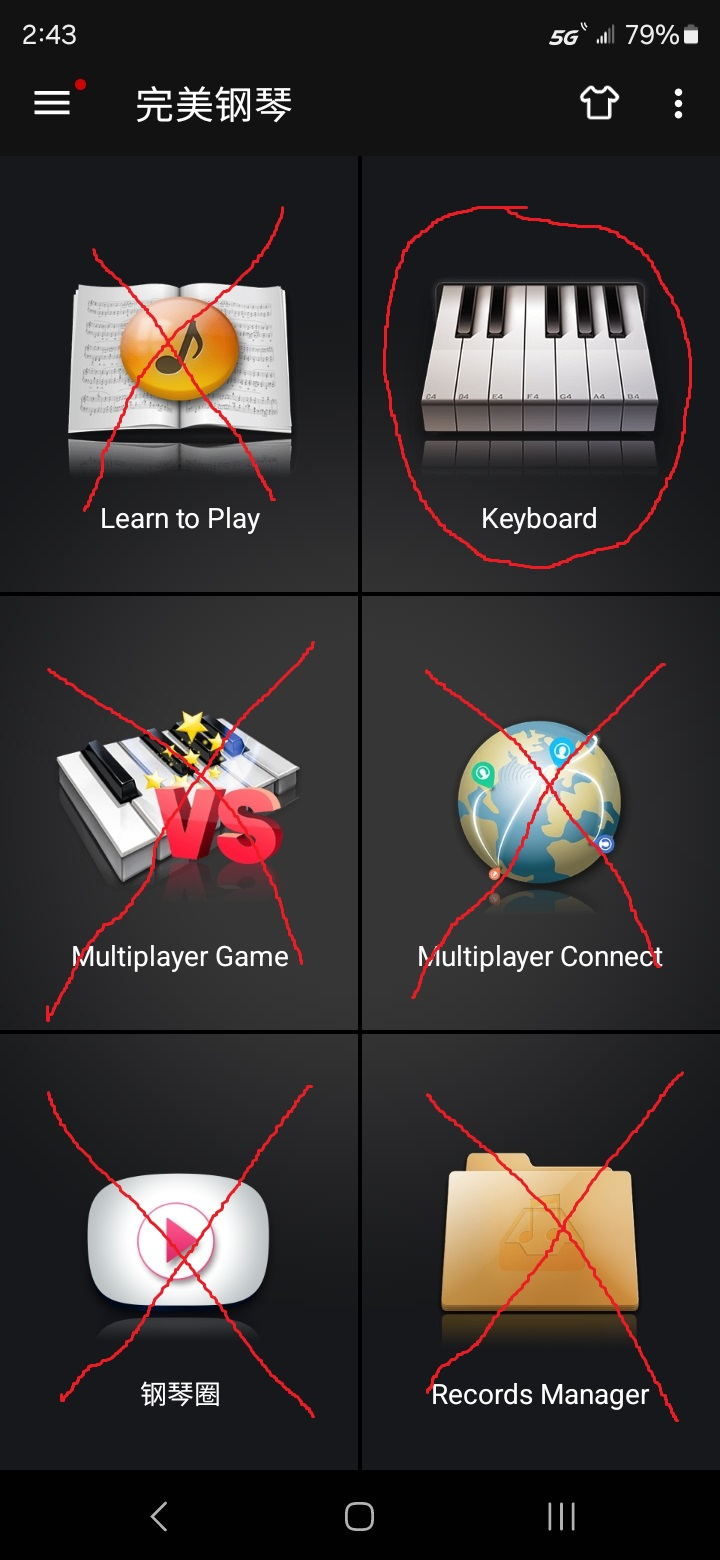 2:43 5G 79%
完美钢琴
C4 D4 E4 F4 G4 A4 B4
Learn to Play
Keyboard
VS
Multiplayer Game
Multiplayer Connect
钢琴圈
Records Manager